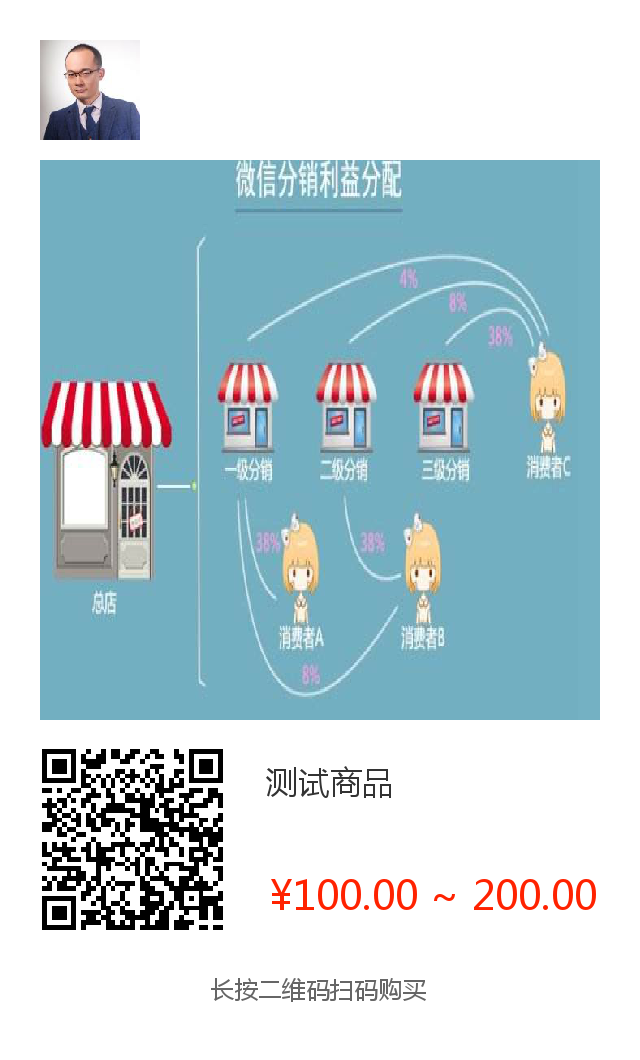 微信分销利益分配
4%
8%
38%
一级分销
二级分销
三级分销
消费者C
38%
38%
总店
消费者A
消费者B
8%
测试商品
¥100.00 ~ 200.00
长按二维码扫码购买